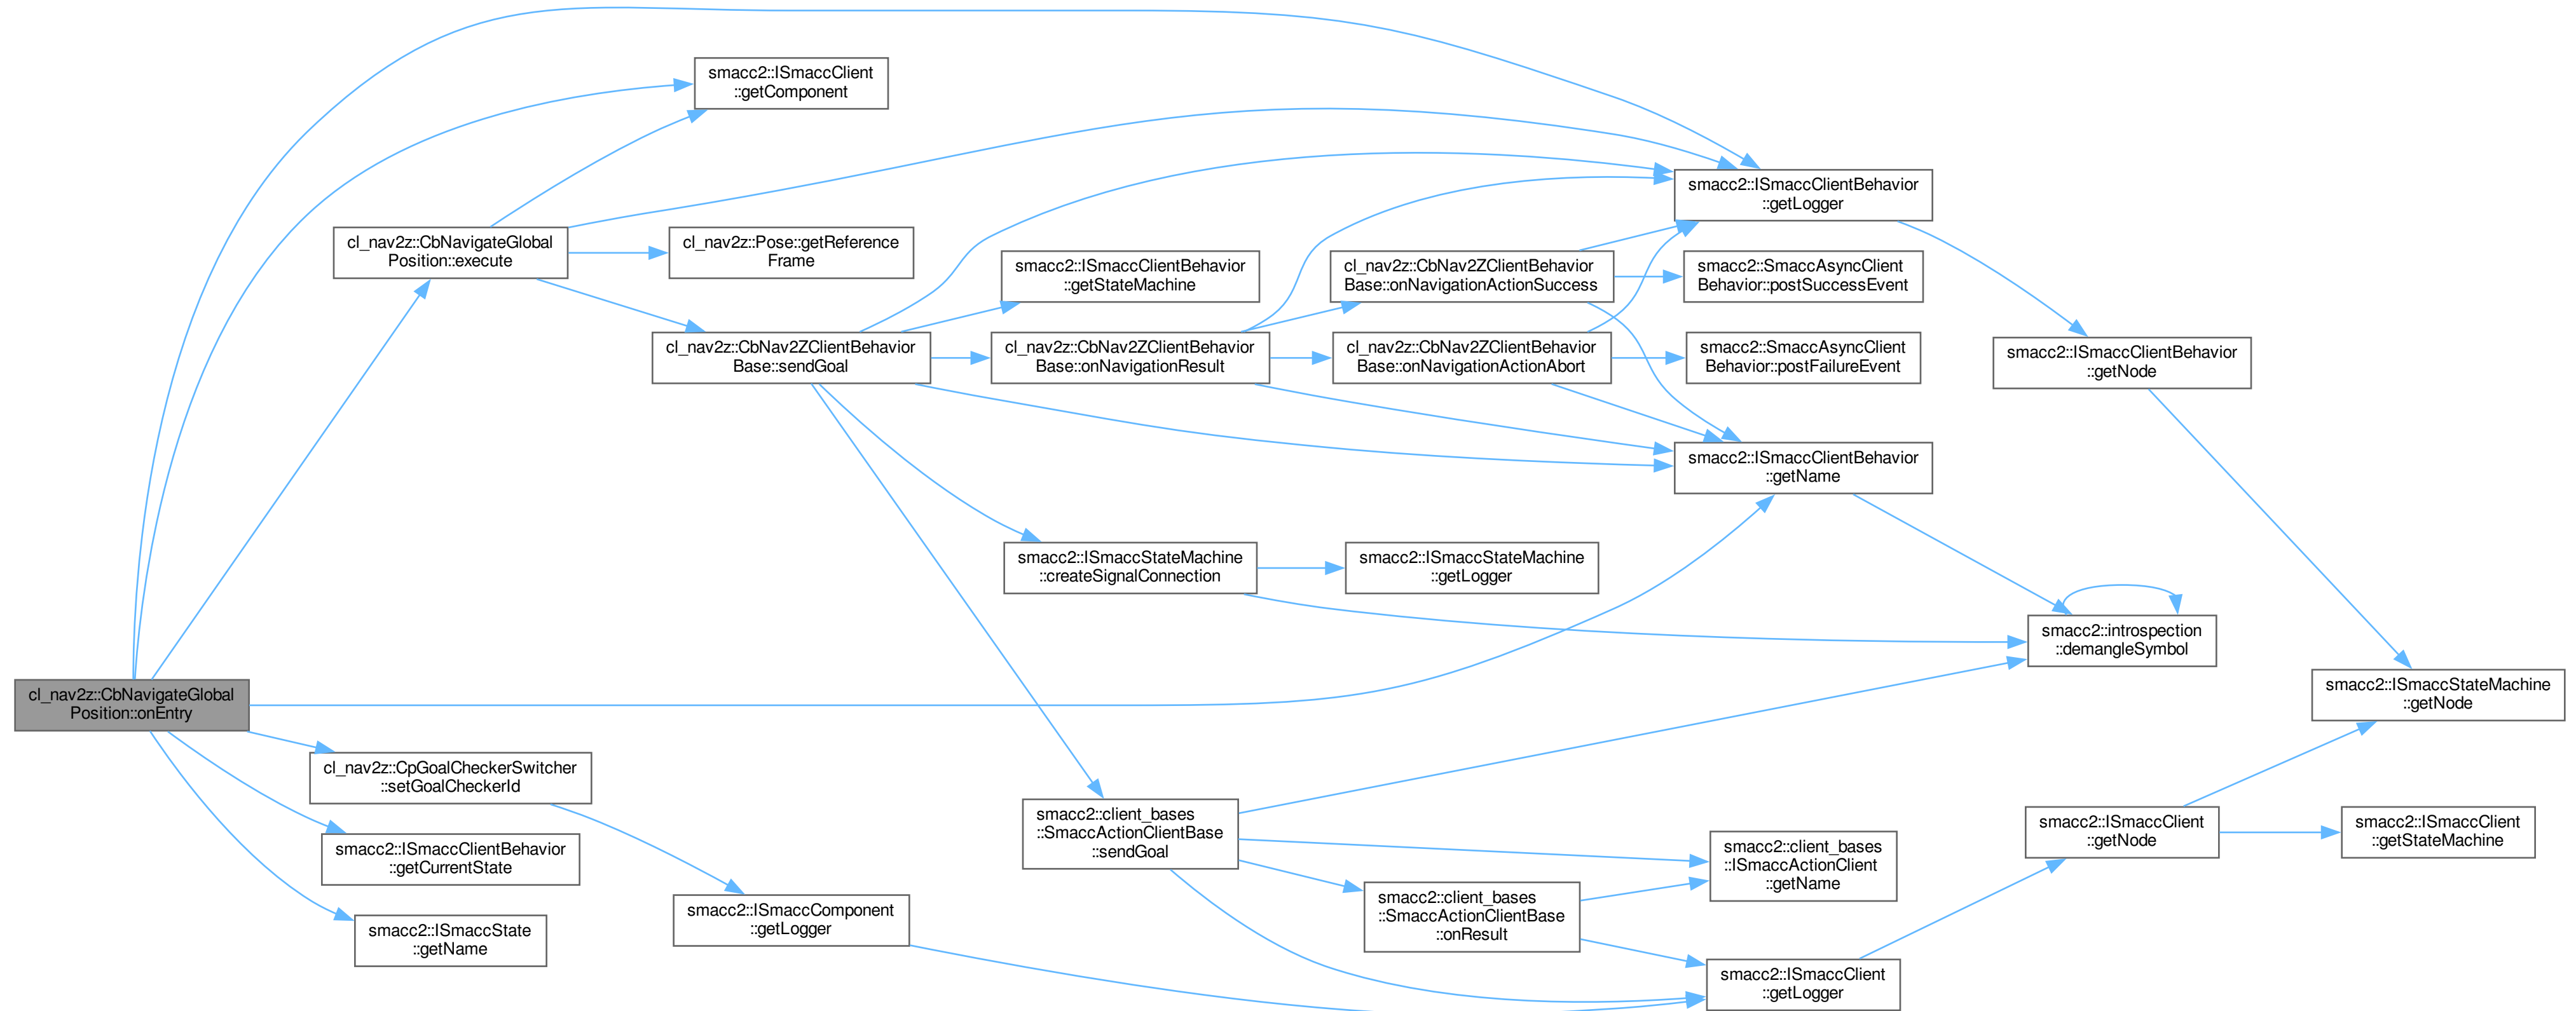 smacc2::ISmaccClient
::getComponent
smacc2::ISmaccClientBehavior
::getLogger
cl_nav2z::CbNavigateGlobal
Position::execute
cl_nav2z::Pose::getReference
Frame
smacc2::ISmaccClientBehavior
::getStateMachine
cl_nav2z::CbNav2ZClientBehavior
Base::onNavigationActionSuccess
smacc2::SmaccAsyncClient
Behavior::postSuccessEvent
cl_nav2z::CbNav2ZClientBehavior
Base::sendGoal
cl_nav2z::CbNav2ZClientBehavior
Base::onNavigationResult
cl_nav2z::CbNav2ZClientBehavior
Base::onNavigationActionAbort
smacc2::SmaccAsyncClient
Behavior::postFailureEvent
smacc2::ISmaccClientBehavior
::getNode
smacc2::ISmaccClientBehavior
::getName
smacc2::ISmaccStateMachine
::createSignalConnection
smacc2::ISmaccStateMachine
::getLogger
smacc2::introspection
::demangleSymbol
cl_nav2z::CbNavigateGlobal
Position::onEntry
smacc2::ISmaccStateMachine
::getNode
cl_nav2z::CpGoalCheckerSwitcher
::setGoalCheckerId
smacc2::client_bases
::SmaccActionClientBase
::sendGoal
smacc2::ISmaccClient
::getNode
smacc2::ISmaccClient
::getStateMachine
smacc2::ISmaccClientBehavior
::getCurrentState
smacc2::client_bases
::ISmaccActionClient
::getName
smacc2::client_bases
::SmaccActionClientBase
::onResult
smacc2::ISmaccComponent
::getLogger
smacc2::ISmaccState
::getName
smacc2::ISmaccClient
::getLogger